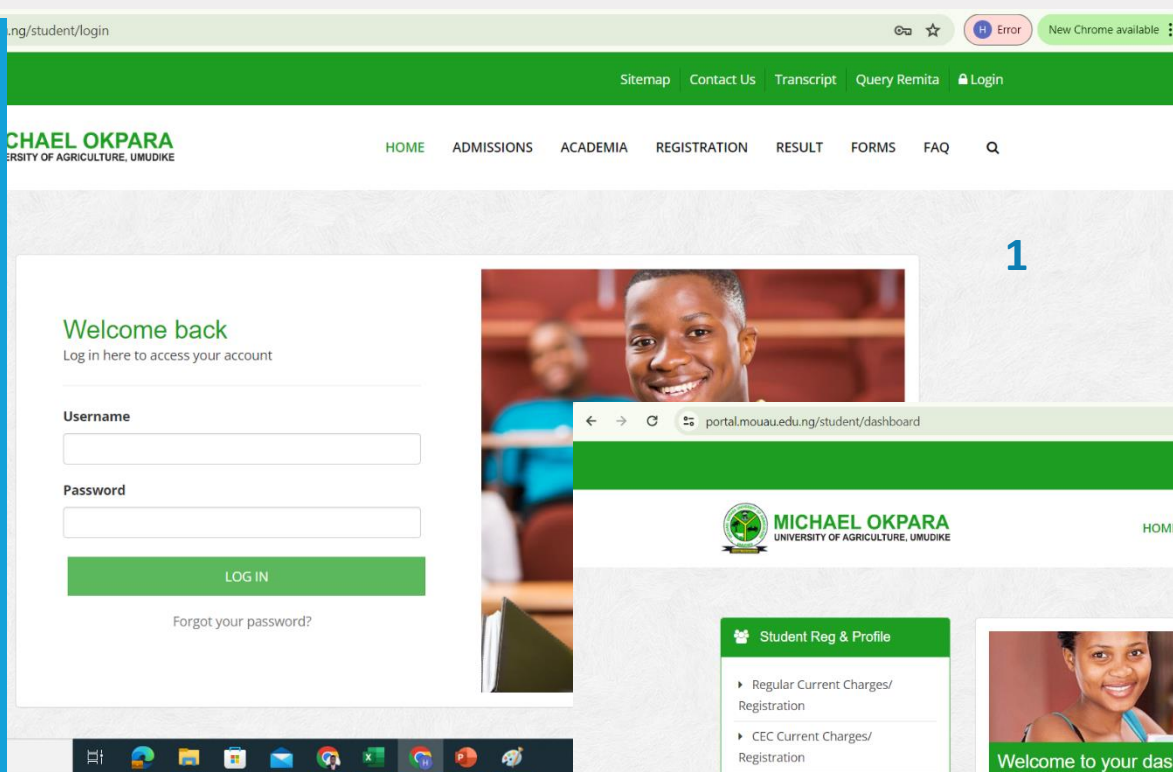 .ng/student/login
Error
New Chrome available
Sitemap Contact Us Transcript Query Remita Login
CHAEL OKPARA
ERSITY OF AGRICULTURE, UMUDIKE
HOME ADMISSIONS ACADEMIA REGISTRATION RESULT FORMS FAQ
1
Welcome back
Log in here to access your account
Username
Password
LOG IN
Forgot your password?
portal.mouau.edu.ng/student/dashboard
MICHAEL OKPARA
UNIVERSITY OF AGRICULTURE, UMUDIKE
HOM
Student Reg & Profile
Regular Current Charges/
Registration
CEC Current Charges/
Registration
Welcome to your das